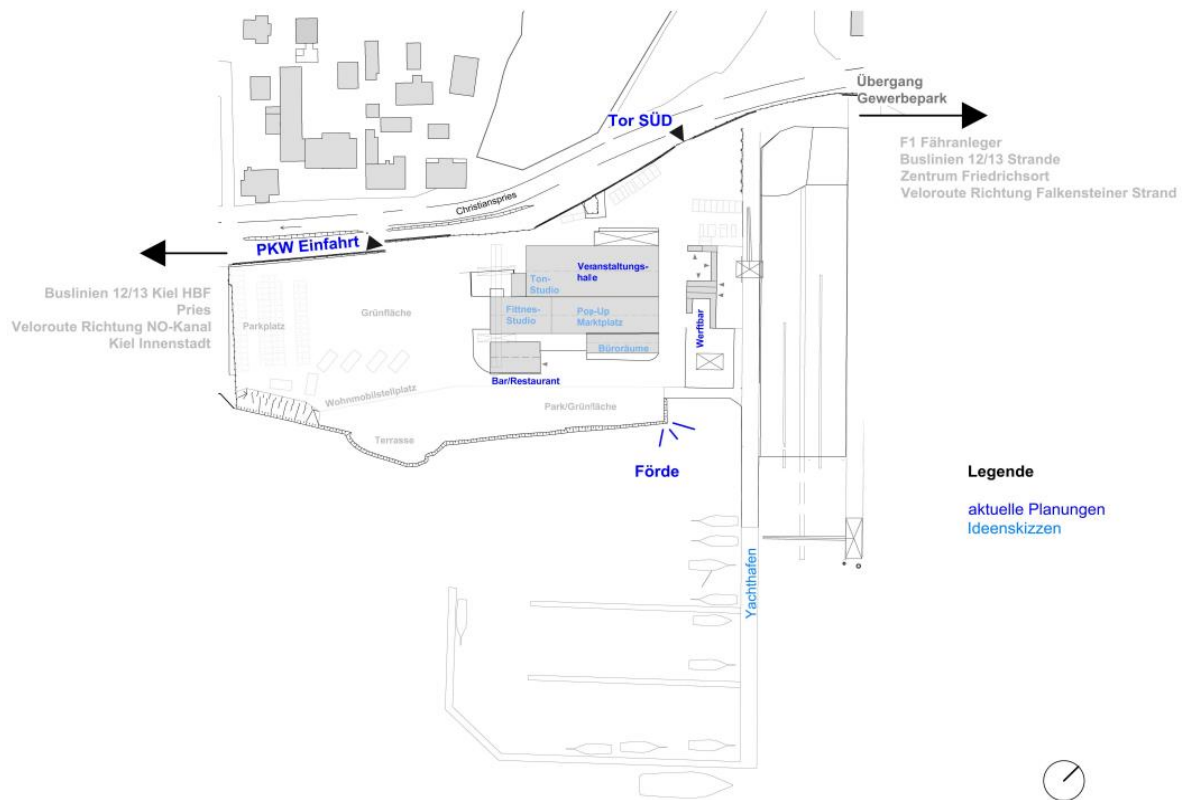 Übergang
Gewerbepark
Tor SÜD
F1 Fähranleger
Buslinien 12/13 Strande
Zentrum Friedrichsort
Veloroute Richtung Falkensteiner Strand
Christianspries
PKW Einfahrt
Buslinien 12/13 Kiel HBF
Pries
Veloroute Richtung NO-Kanal
Kiel Innenstadt
Veranstaltungs-
halle
Ton-
Studio
Grünfläche
Parkplatz
Fittnes-
Studio
Pop-Up
Marktplatz
Werftbar
Büroräume
Bar/Restaurant
Wohnmobilstellplatz
Park/Grünfläche
Terrasse
Förde
Legende
aktuelle Planungen
Ideenskizzen
Yachthafen